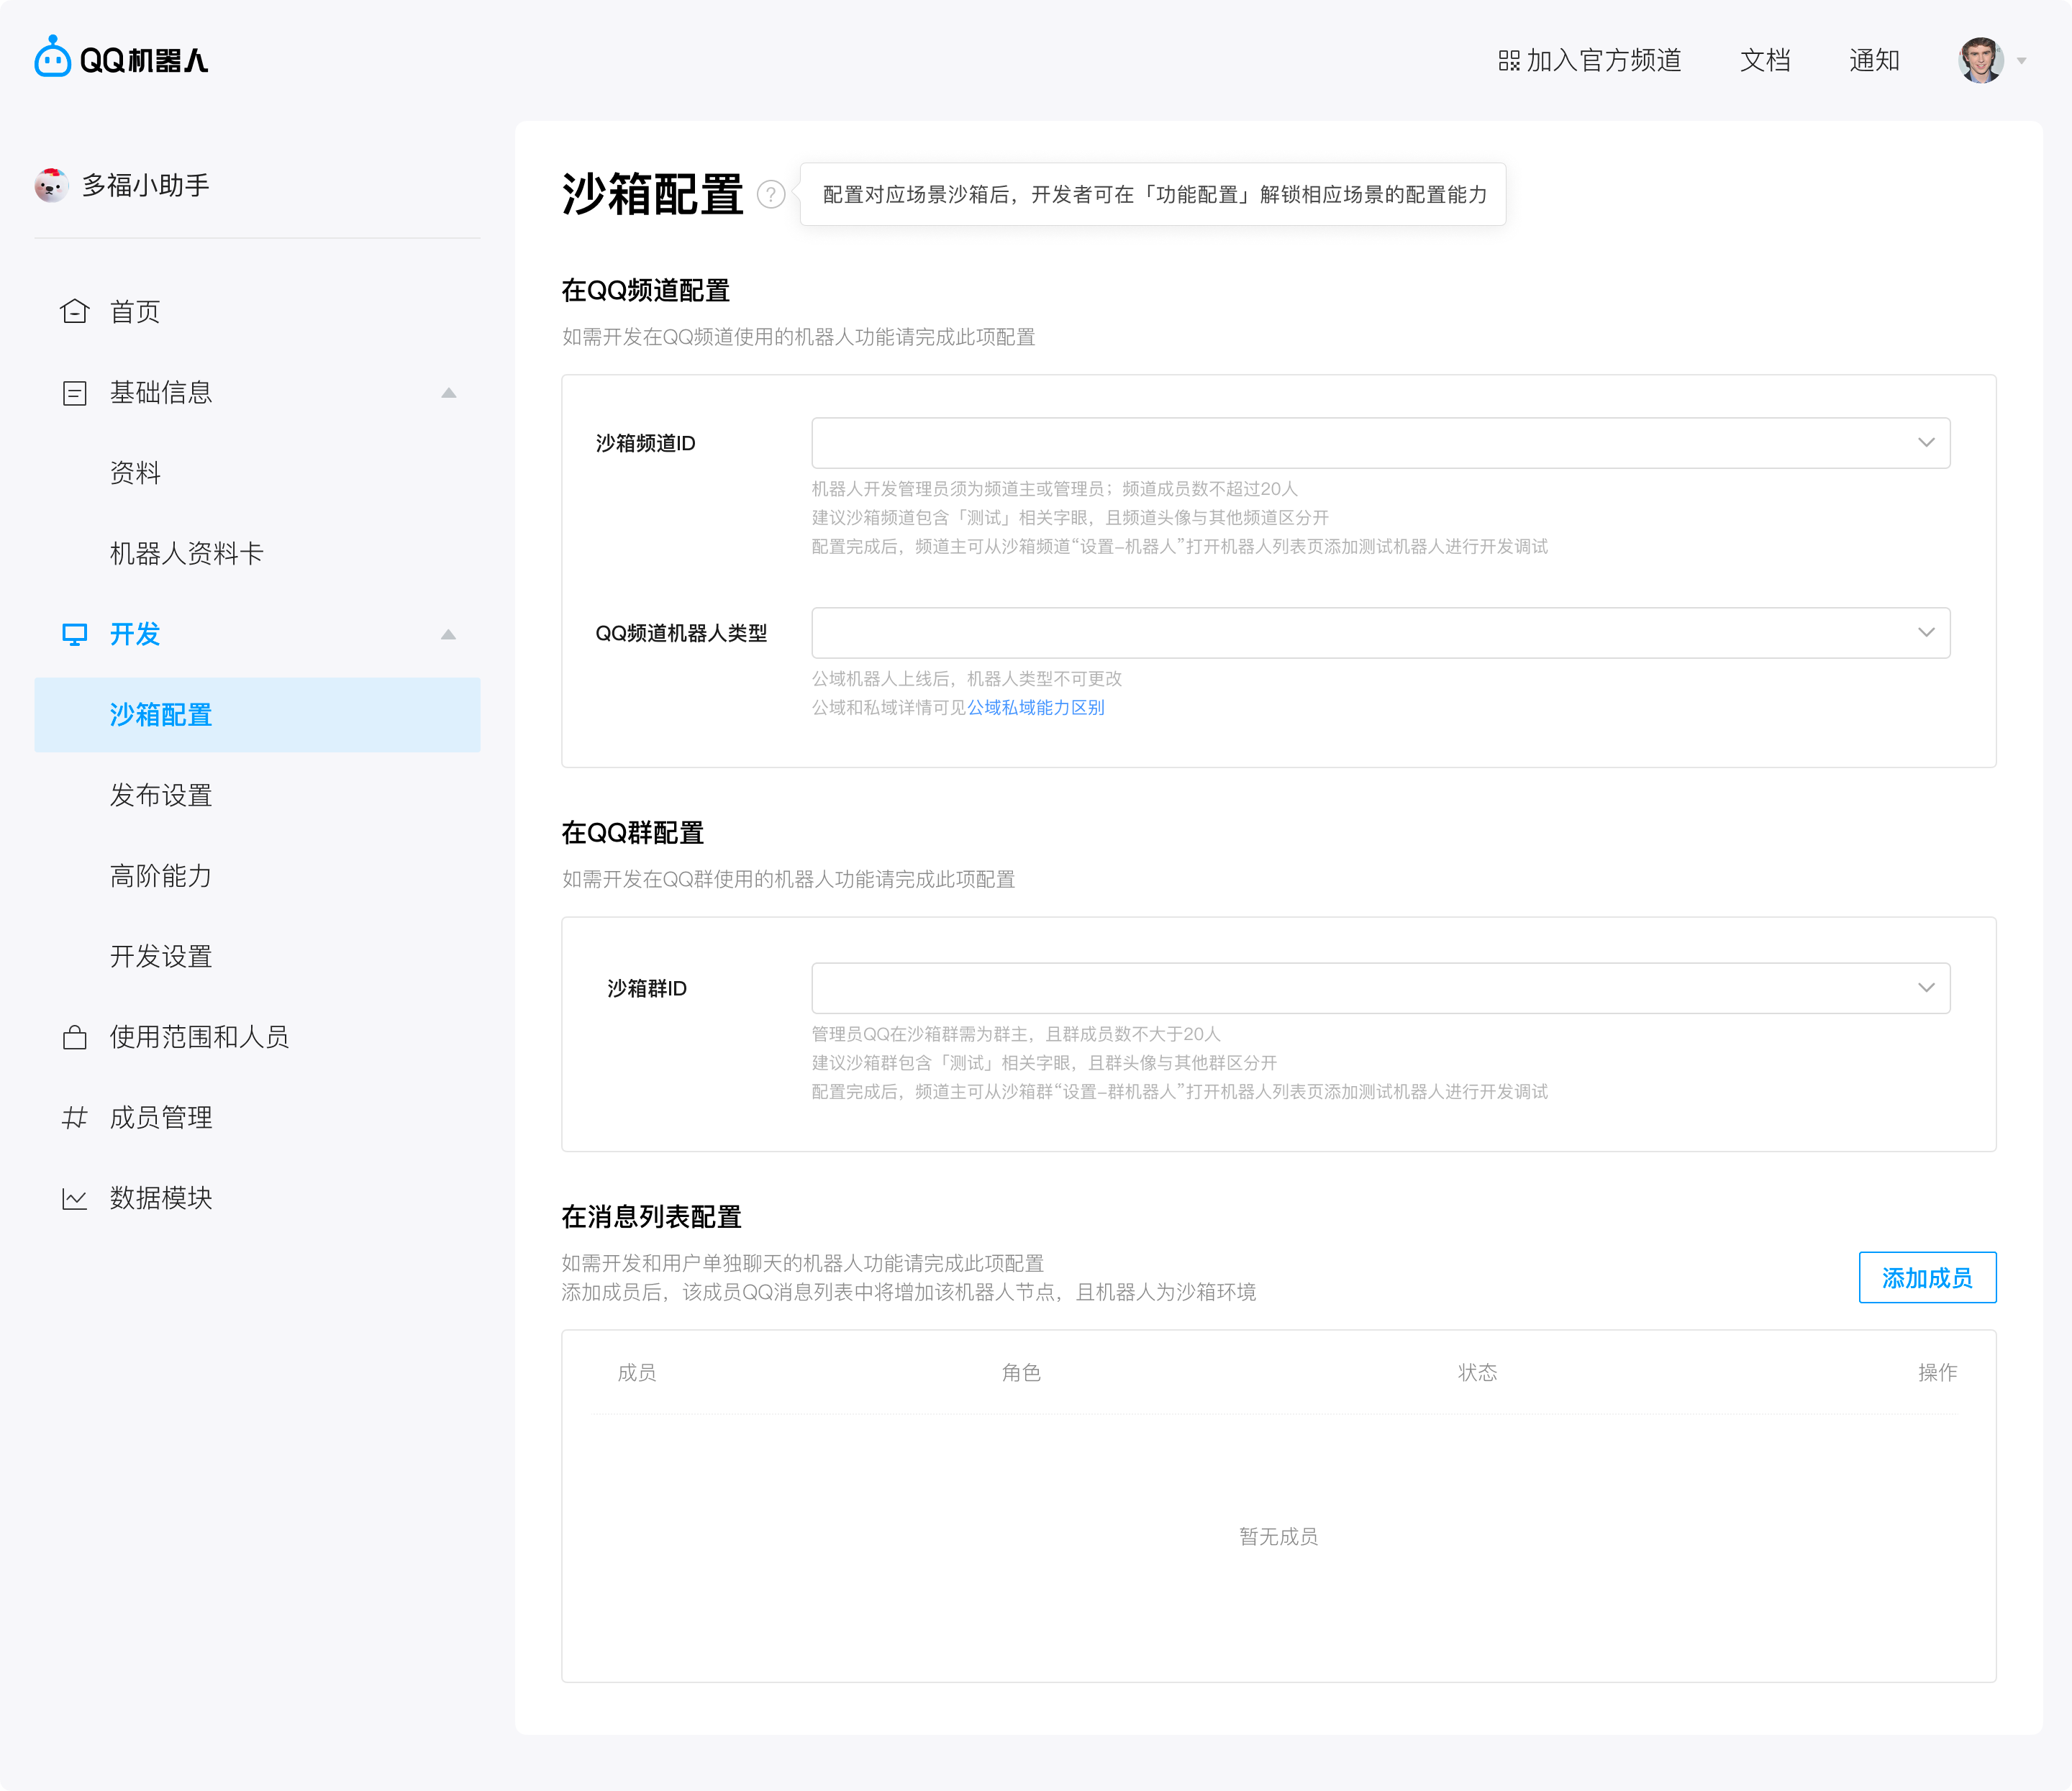 QQ机器人
加入官方频道 文档 通知
多福小助手
首页
基础信息
资料
机器人资料卡
开发
沙箱配置
发布设置
高阶能力
开发设置
使用范围和人员
成员管理
数据模块
沙箱配置 ? 配置对应场景沙箱后，开发者可在「功能配置」解锁相应场景的配置能力
在QQ频道配置
如需开发在QQ频道使用的机器人功能请完成此项配置
沙箱频道ID
机器人开发管理员须为频道主或管理员；频道成员数不超过20人
建议沙箱频道包含「测试」相关字眼，且频道头像与其他频道区分开
配置完成后，频道主可从沙箱频道“设置-机器人”打开机器人列表页添加测试机器人进行开发调试
QQ频道机器人类型
公域机器人上线后，机器人类型不可更改
公域和私域详情可见公域私域能力区别
在QQ群配置
如需开发在QQ群使用的机器人功能请完成此项配置
沙箱群ID
管理员QQ在沙箱群需为群主，且群成员数不大于20人
建议沙箱群包含「测试」相关字眼，且群头像与其他群区分开
配置完成后，频道主可从沙箱群“设置-群机器人”打开机器人列表页添加测试机器人进行开发调试
在消息列表配置
如需开发和用户单独聊天的机器人功能请完成此项配置
添加成员后，该成员QQ消息列表中将增加该机器人节点，且机器人为沙箱环境
添加成员
成员 角色 状态 操作
暂无成员